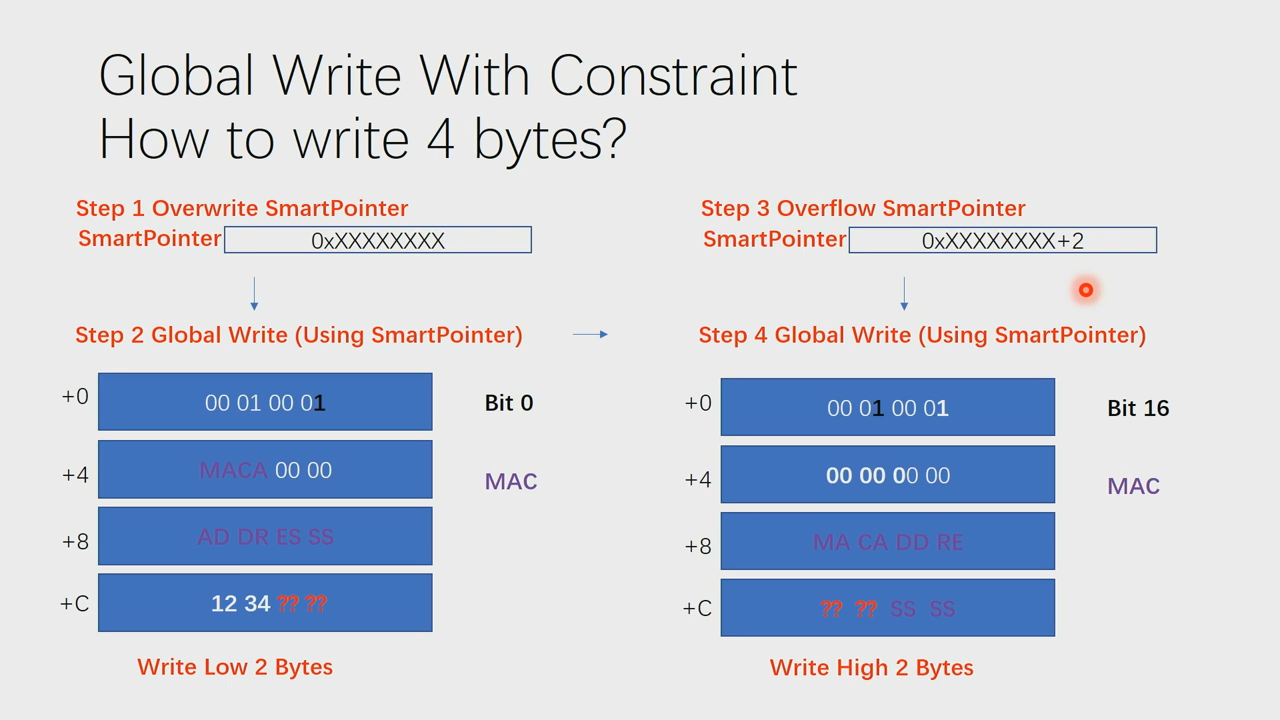 Global Write With Constraint
How to write 4 bytes?
Step 1 Overwrite SmartPointer
SmartPointer 0xXXXXXXXX
Step 2 Global Write (Using SmartPointer)
+0 00 01 00 01 Bit 0
+4 MACA 00 00 MAC
+8 AD DR ES SS
+C 12 34 ?? ??
Write Low 2 Bytes
Step 3 Overflow SmartPointer
SmartPointer 0xXXXXXXXX+2
Step 4 Global Write (Using SmartPointer)
+0 00 01 00 01 Bit 16
+4 00 00 00 00 MAC
+8 MA CA DD RE
+C ?? ?? SS SS
Write High 2 Bytes